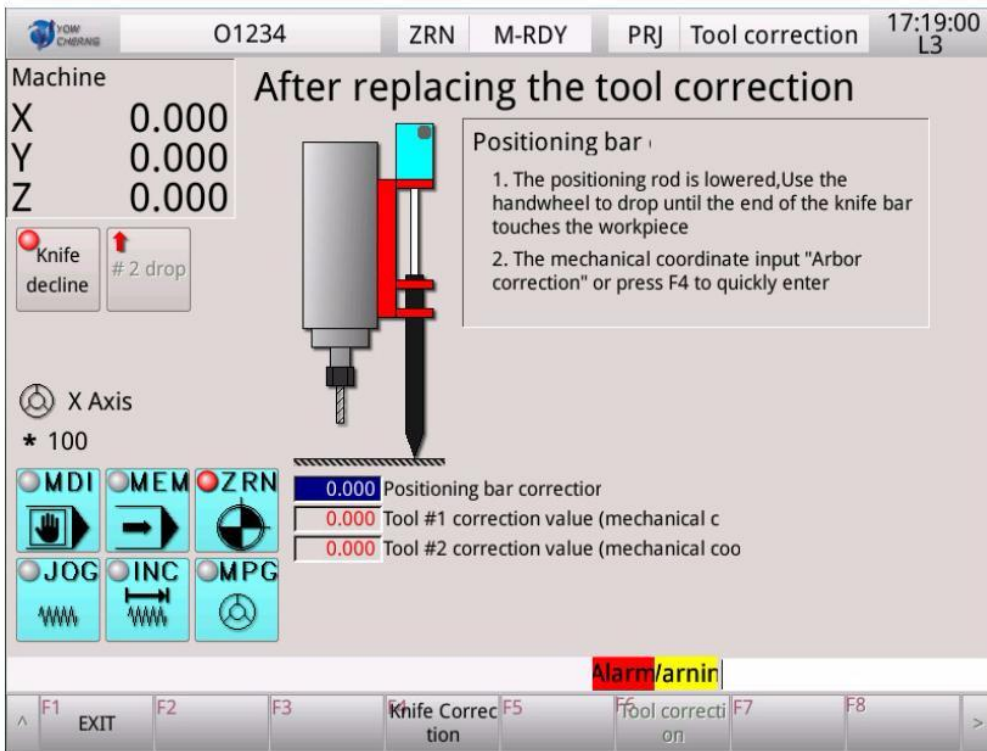 YOW
CHERNG
O1234
ZRN
M-RDY
PRJ
Tool correction
17:19:00
L3
Machine
X 0.000
Y 0.000
Z 0.000
After replacing the tool correction
Positioning bar
1. The positioning rod is lowered,Use the
handwheel to drop until the end of the knife bar
touches the workpiece
2. The mechanical coordinate input "Arbor
correction" or press F4 to quickly enter
Knife
decline
# 2 drop
X Axis
* 100
MDI
MEM
ZRN
JOG
INC
MPG
0.000 Positioning bar correction
0.000 Tool #1 correction value (mechanical c
0.000 Tool #2 correction value (mechanical coo
Alarm/arnin
^
F1
EXIT
F2
F3
F4
Knife Correc
tion
F5
F6
Tool correcti
on
F7
F8
>